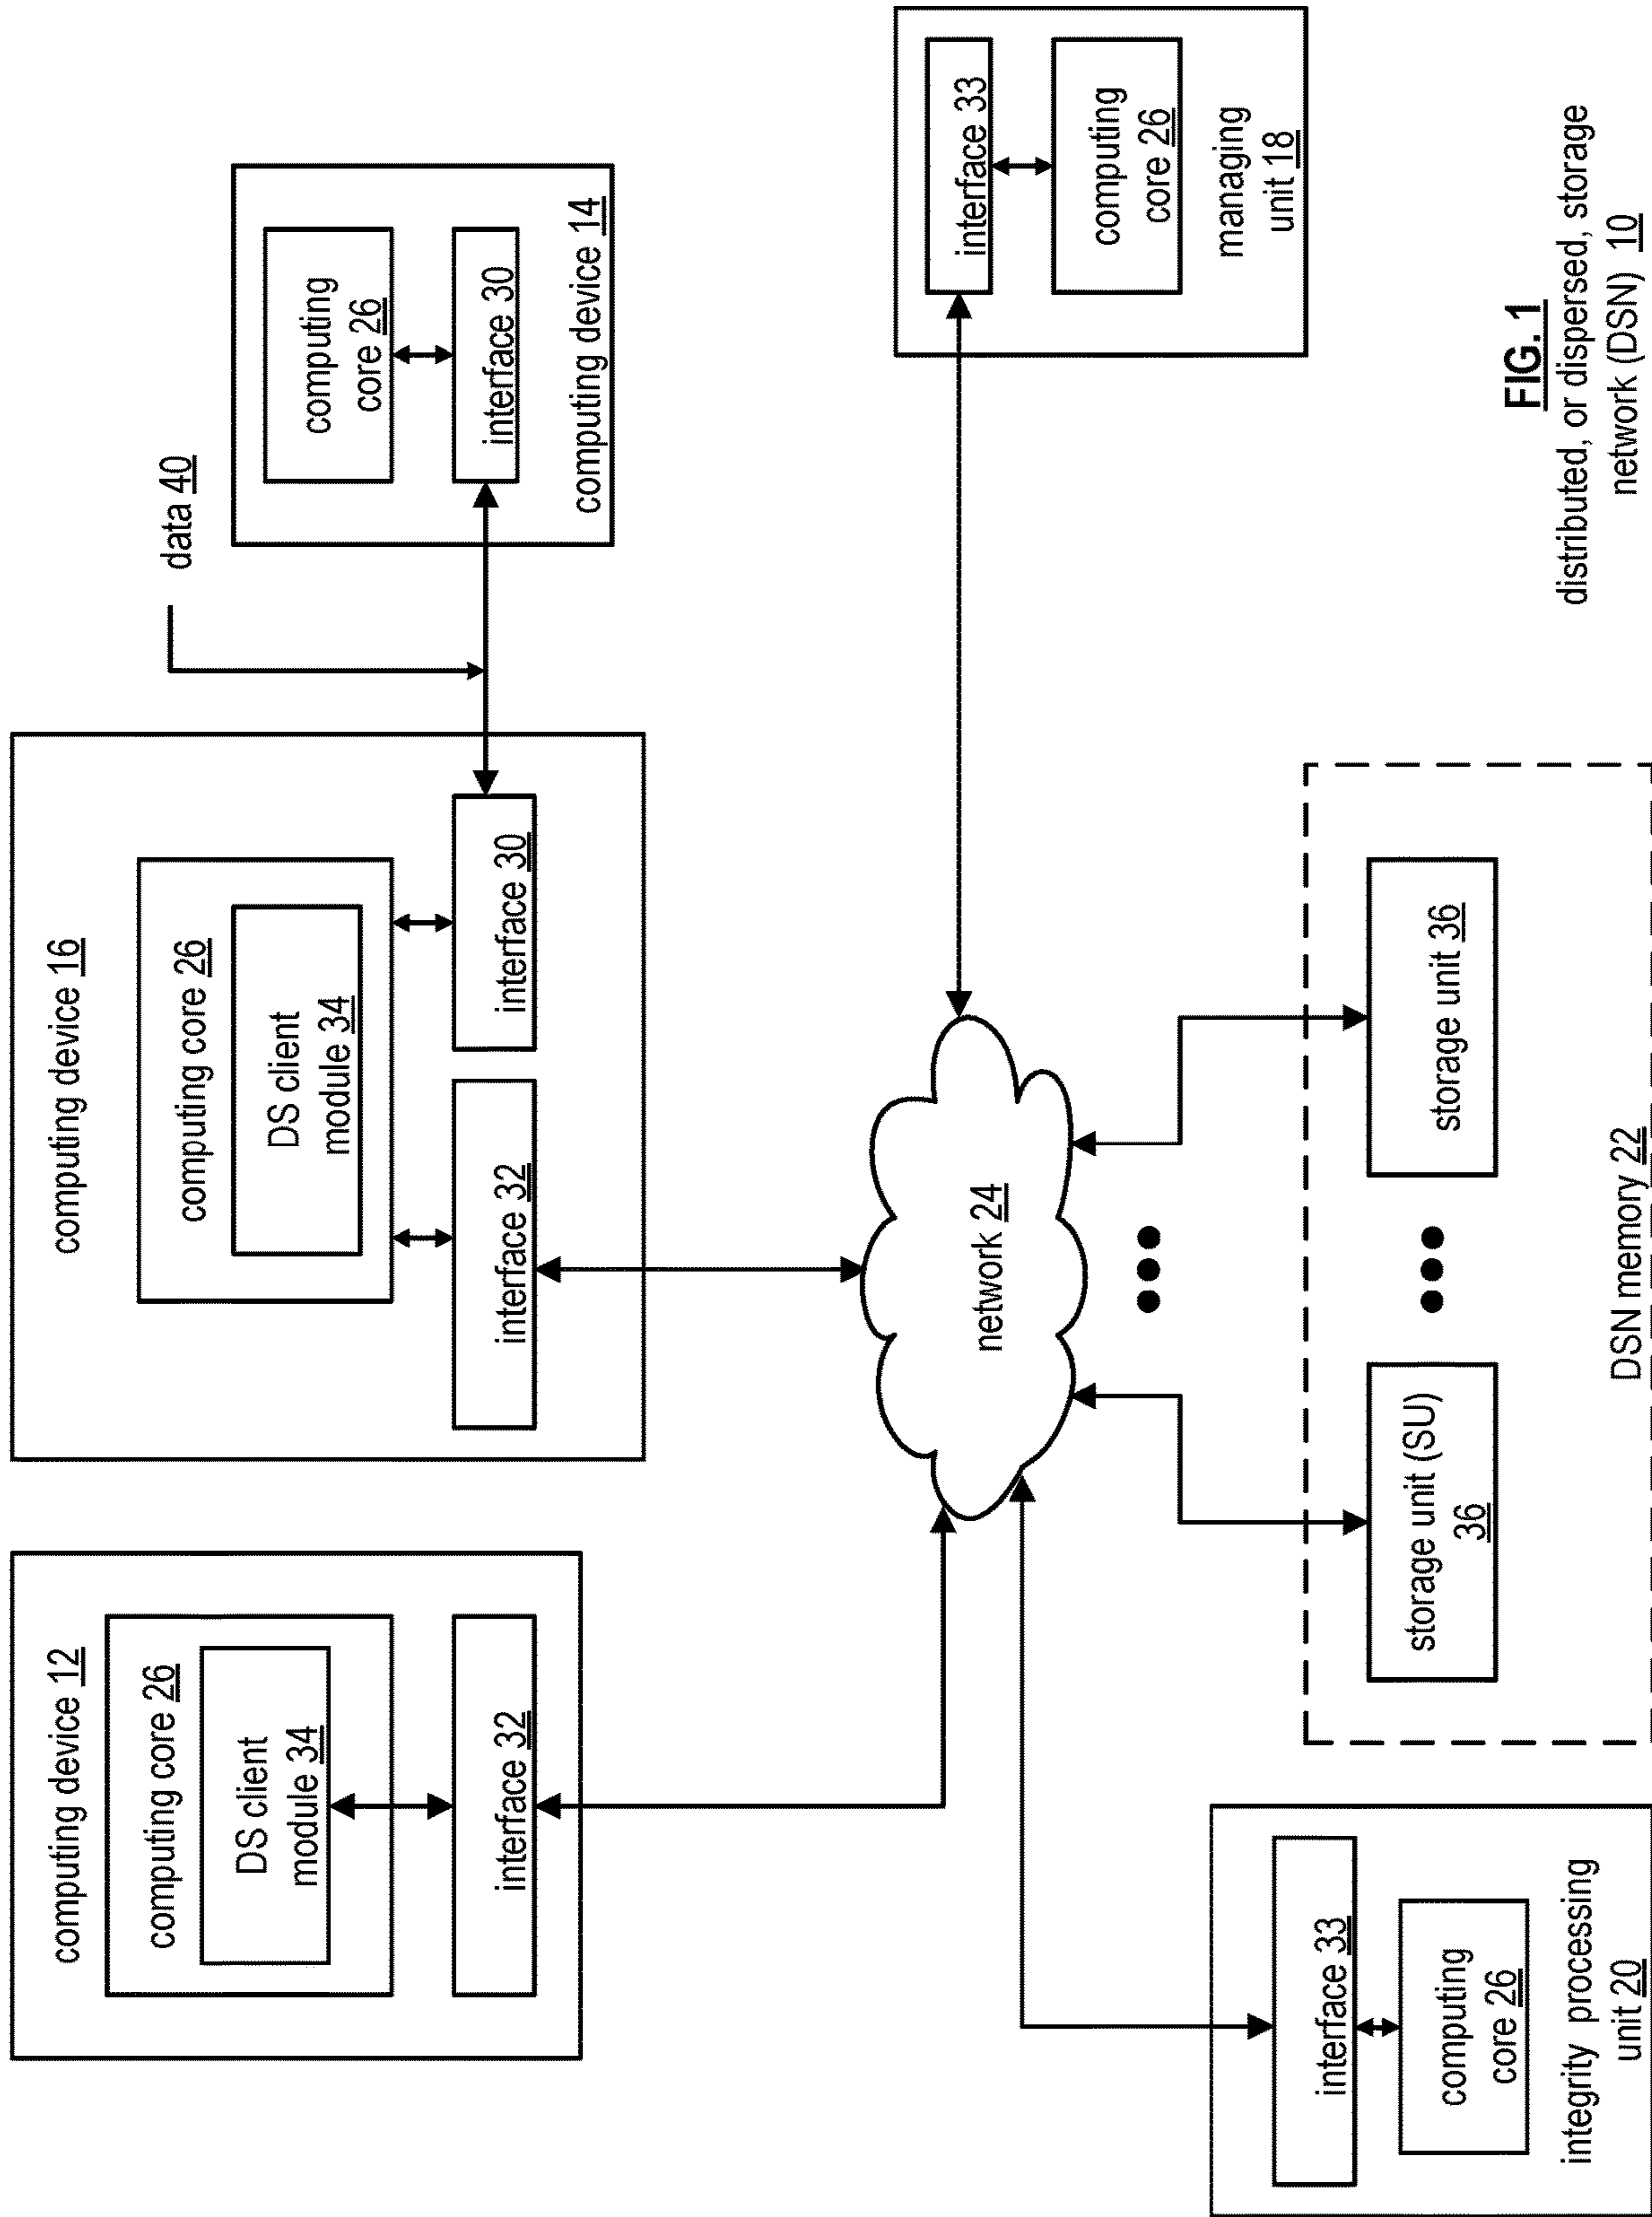 computing device 12
computing core 26
DS client
module 34
interface 32
computing device 16
computing core 26
DS client
module 34
interface 32
interface 30
data 40
computing
core 26
interface 30
computing device 14
network 24
interface 33
computing
core 26
managing
unit 18
interface 33
computing
core 26
integrity processing
unit 20
storage unit (SU)
36
storage unit 36
DSN memory 22
FIG. 1
distributed, or dispersed, storage
network (DSN) 10